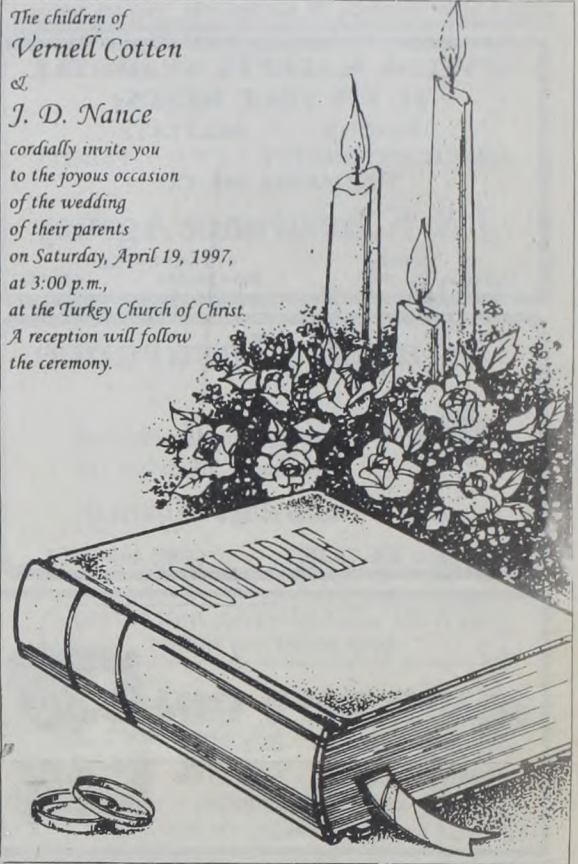 The children of
Vernell Cotten
&
J. D. Nance
cordially invite you
to the joyous occasion
of the wedding
of their parents
on Saturday, April 19, 1997,
at 3:00 p.m.,
at the Turkey Church of Christ.
A reception will follow
the ceremony.
HOLY BIBLE